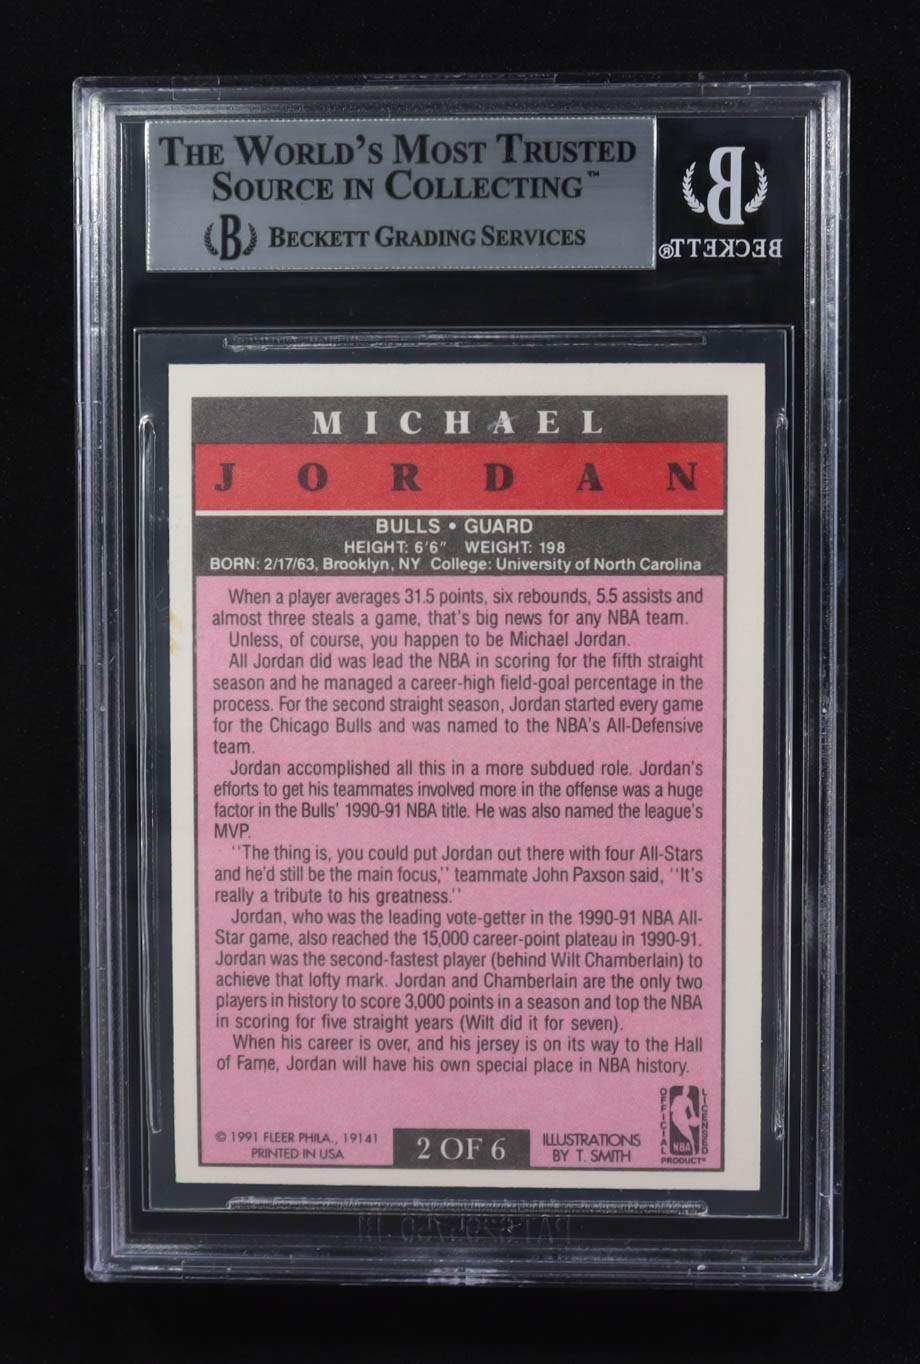 THE WORLD'S MOST TRUSTED
SOURCE IN COLLECTING™
B BECKETT GRADING SERVICES
B
BECKETT®
MICHAEL
JORDAN
BULLS • GUARD
HEIGHT: 6'6" WEIGHT: 198
BORN: 2/17/63, Brooklyn, NY College: University of North Carolina
When a player averages 31.5 points, six rebounds, 5.5 assists and
almost three steals a game, that's big news for any NBA team.
Unless, of course, you happen to be Michael Jordan.
All Jordan did was lead the NBA in scoring for the fifth straight
season and he managed a career-high field-goal percentage in the
process. For the second straight season, Jordan started every game
for the Chicago Bulls and was named to the NBA's All-Defensive
team.
Jordan accomplished all this in a more subdued role. Jordan's
efforts to get his teammates involved more in the offense was a huge
factor in the Bulls' 1990-91 NBA title. He was also named the league's
MVP.
''The thing is, you could put Jordan out there with four All-Stars
and he'd still be the main focus,'' teammate John Paxson said, ''It's
really a tribute to his greatness.''
Jordan, who was the leading vote-getter in the 1990-91 NBA All-
Star game, also reached the 15,000 career-point plateau in 1990-91.
Jordan was the second-fastest player (behind Wilt Chamberlain) to
achieve that lofty mark. Jordan and Chamberlain are the only two
players in history to score 3,000 points in a season and top the NBA
in scoring for five straight years (Wilt did it for seven).
When his career is over, and his jersey is on its way to the Hall
of Fame, Jordan will have his own special place in NBA history.
© 1991 FLEER PHILA., 19141
PRINTED IN USA
2 OF 6
ILLUSTRATIONS
BY T. SMITH
OFFICIAL
LICENSED
NBA
PRODUCT®